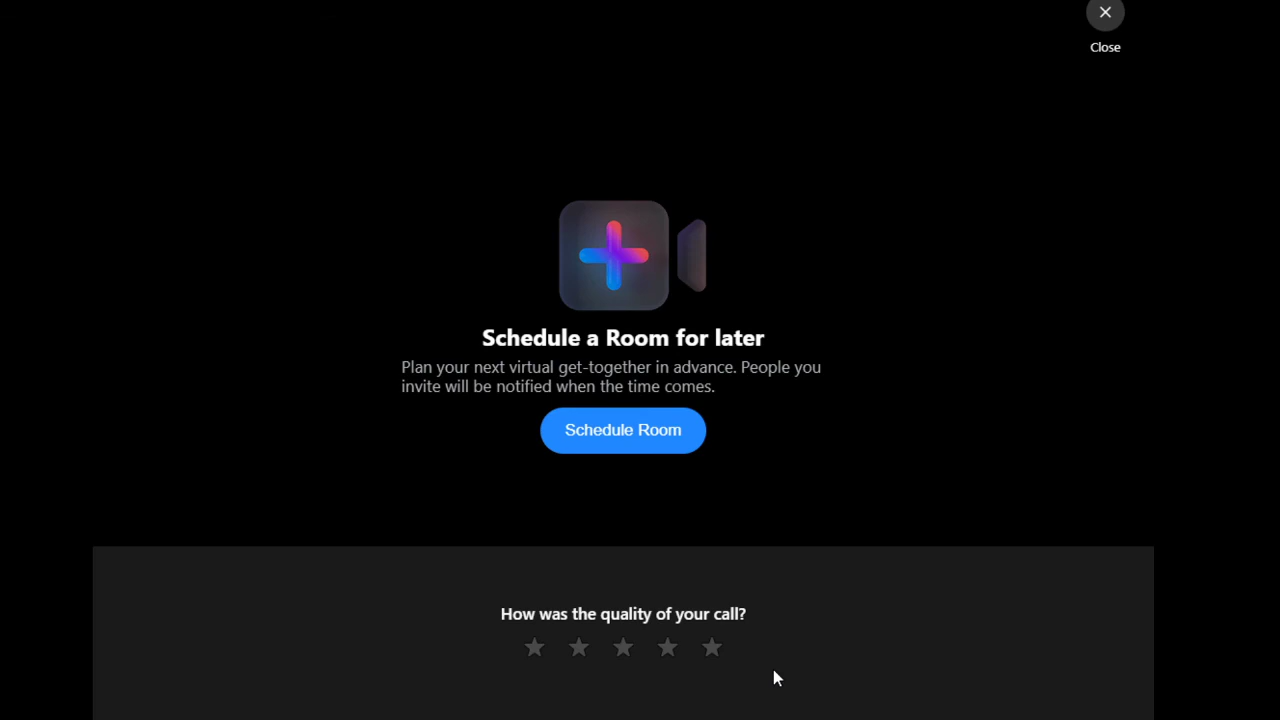 Close
Schedule a Room for later
Plan your next virtual get-together in advance. People you
invite will be notified when the time comes.
Schedule Room
How was the quality of your call?